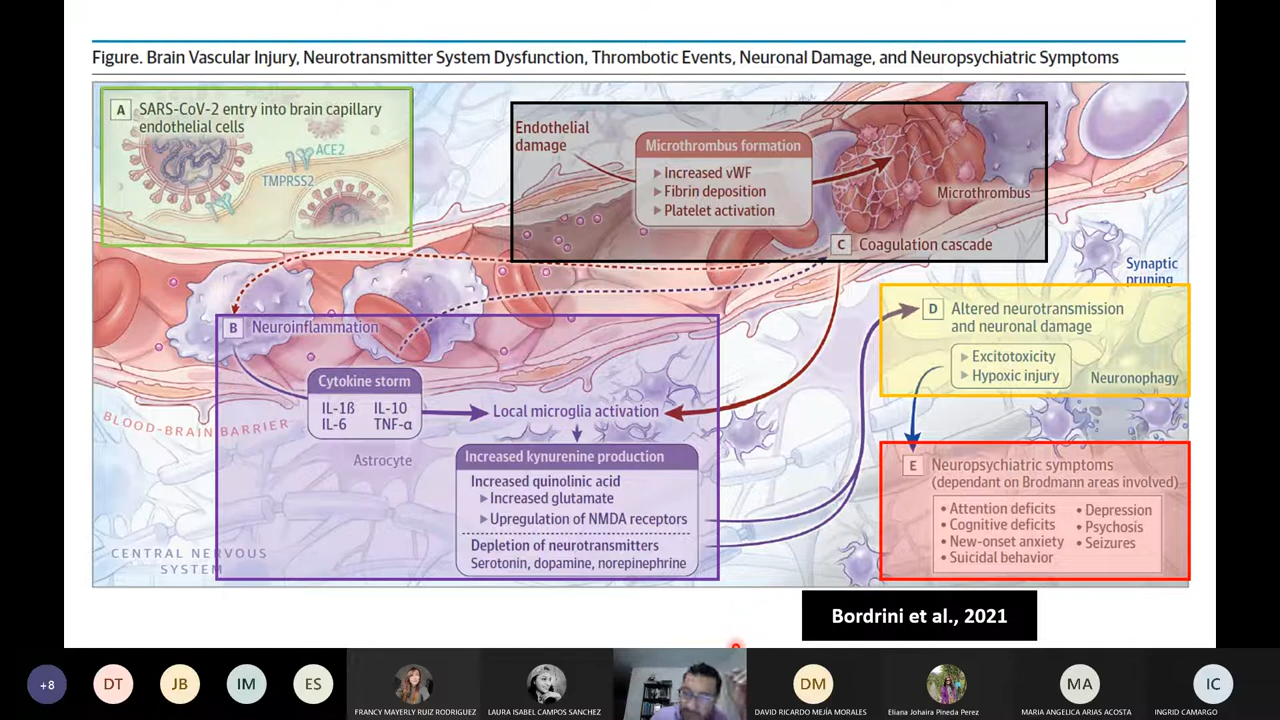 Figure. Brain Vascular Injury, Neurotransmitter System Dysfunction, Thrombotic Events, Neuronal Damage, and Neuropsychiatric Symptoms
A SARS-CoV-2 entry into brain capillary
endothelial cells
ACE2
TMPRSS2
Endothelial
damage
Microthrombus formation
Increased vWF
Fibrin deposition
Platelet activation
Microthrombus
C Coagulation cascade
Synaptic
pruning
B Neuroinflammation
Cytokine storm
IL-1ß IL-10
IL-6 TNF-α
Local microglia activation
BLOOD-BRAIN BARRIER
Astrocyte
Increased kynurenine production
Increased quinolinic acid
Increased glutamate
Upregulation of NMDA receptors
Depletion of neurotransmitters
Serotonin, dopamine, norepinephrine
CENTRAL NERVOUS
SYSTEM
D Altered neurotransmission
and neuronal damage
Excitotoxicity
Hypoxic injury
Neuronophagy
E Neuropsychiatric symptoms
(dependant on Brodmann areas involved)
• Attention deficits
• Cognitive deficits
• New-onset anxiety
• Suicidal behavior
• Depression
• Psychosis
• Seizures
Bordrini et al., 2021
+8
DT
JB
IM
ES
FRANCY MAYERLY RUIZ RODRIGUEZ
LAURA ISABEL CAMPOS SANCHEZ
DM
DAVID RICARDO MEJÍA MORALES
Eliana Johaira Pineda Perez
MA
MARIA ANGELICA ARIAS ACOSTA
IC
INGRID CAMARGO